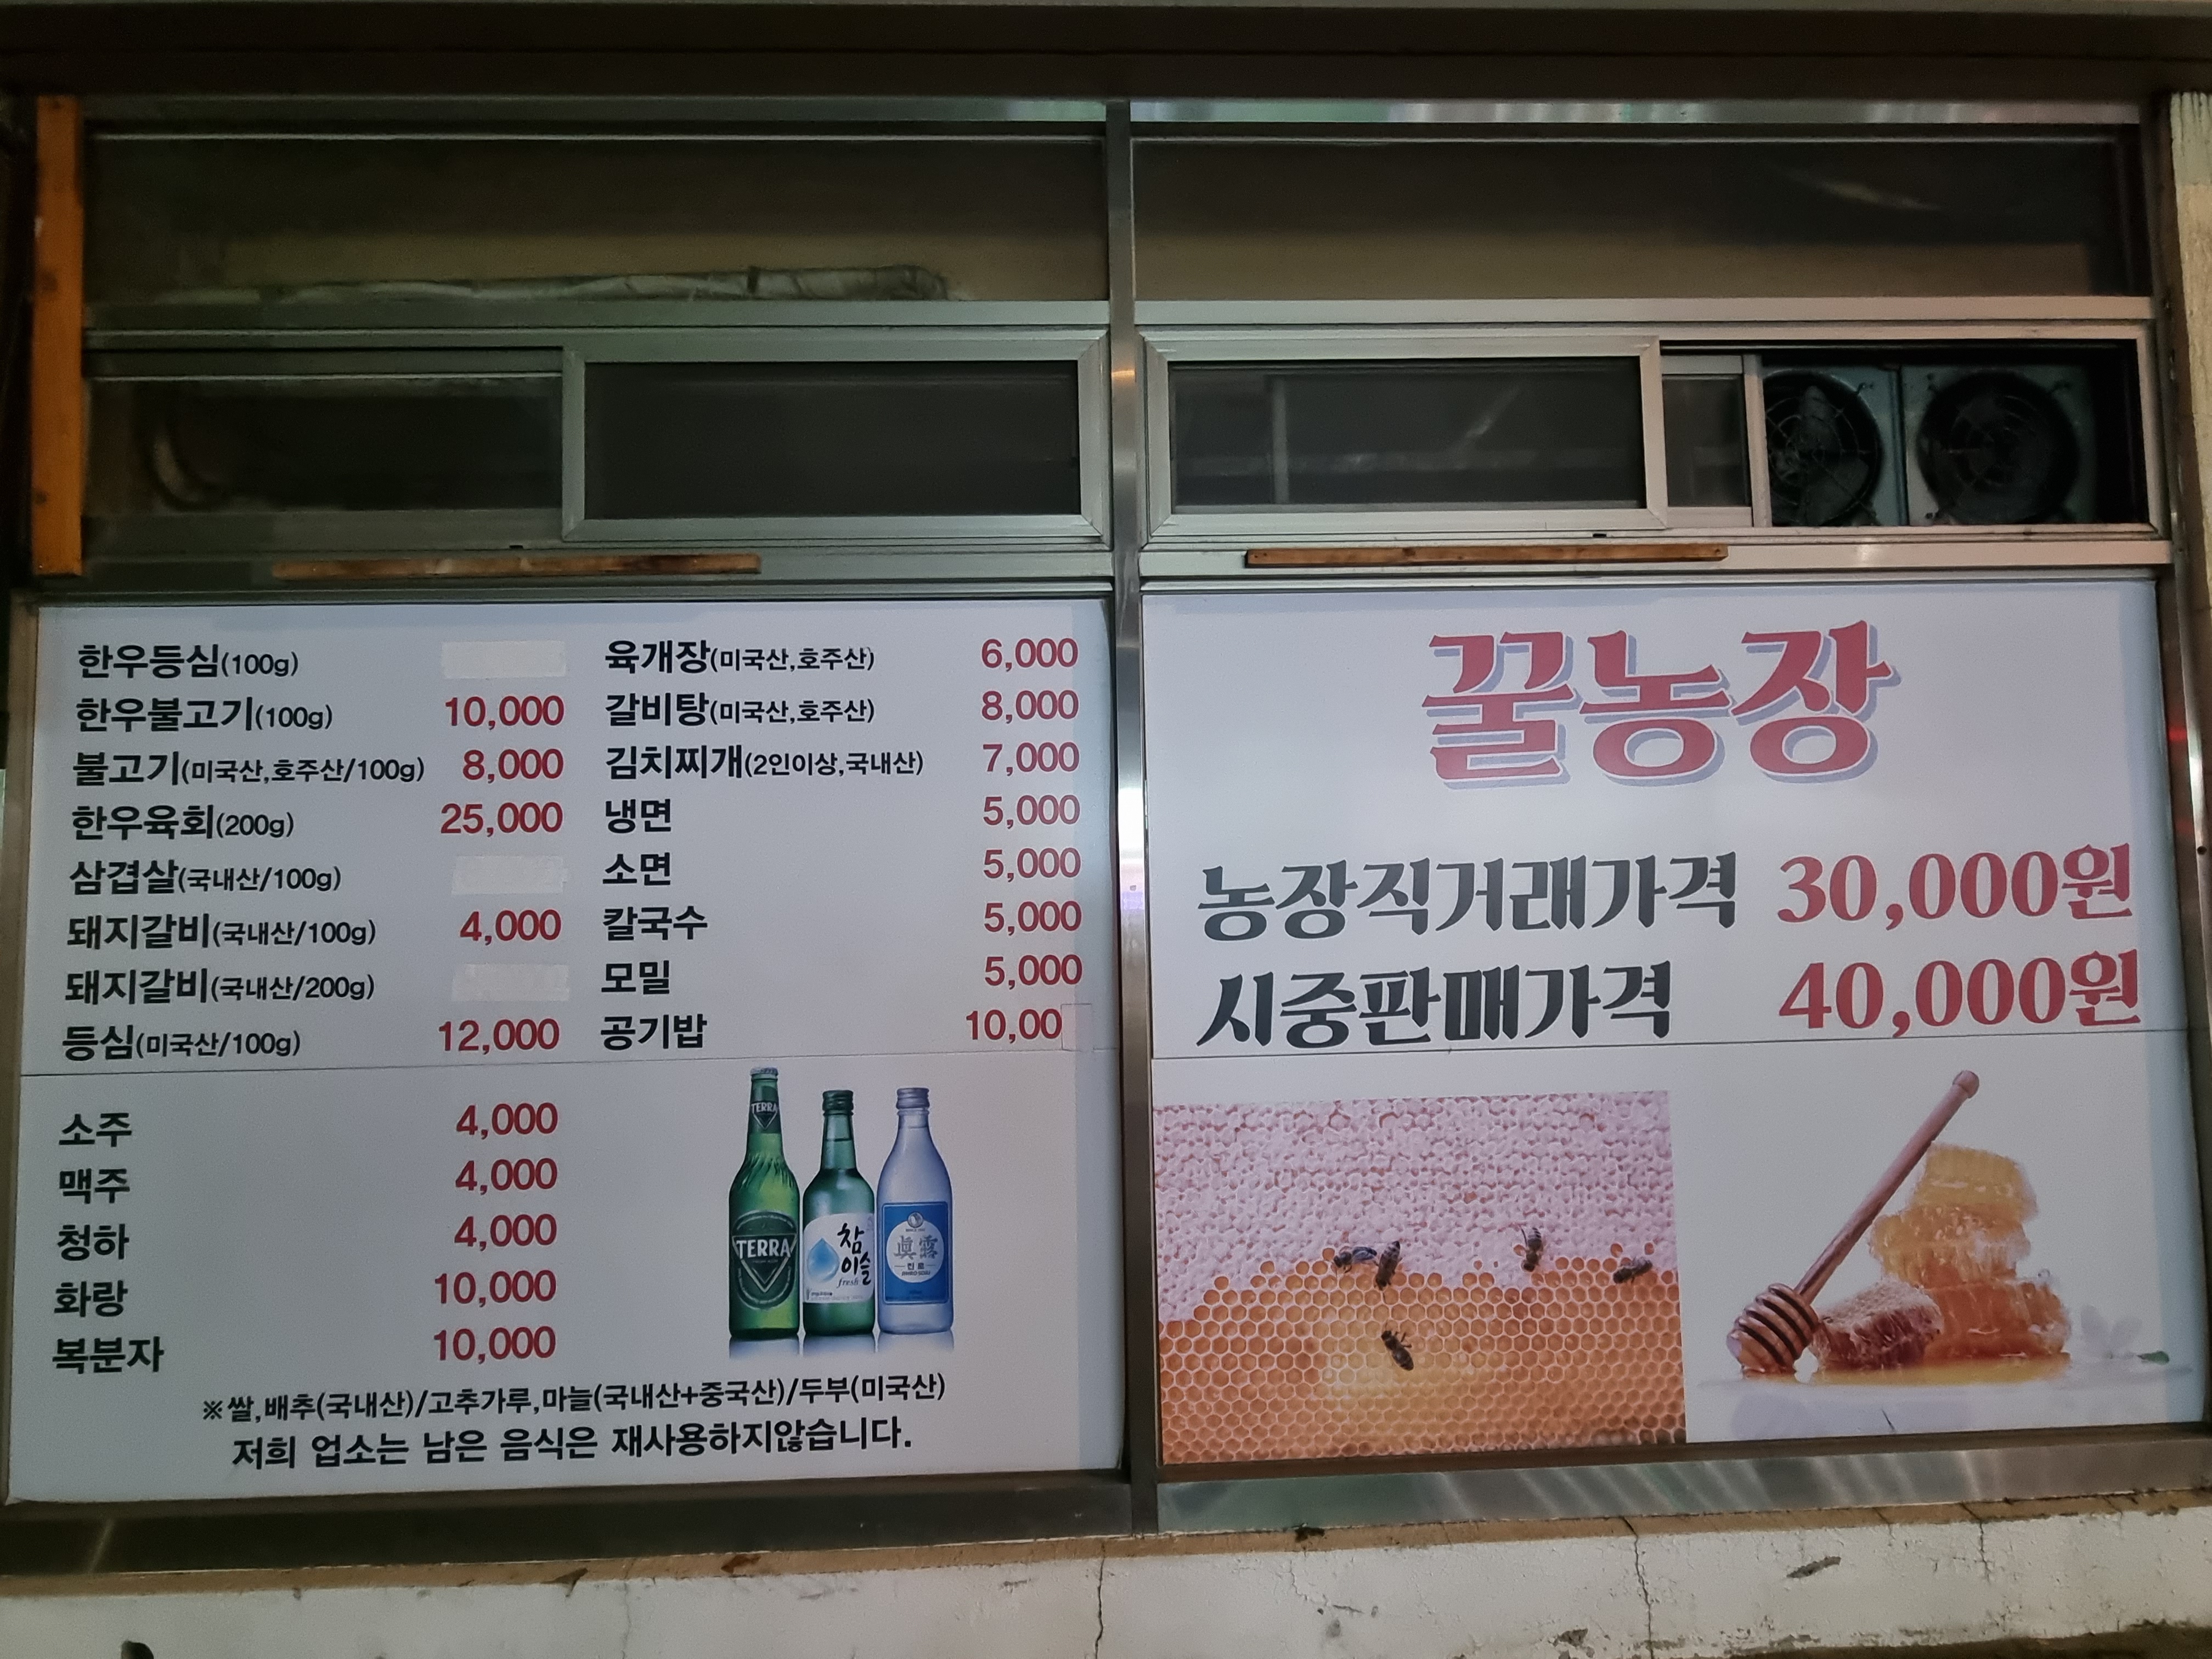 한우등심(100g)
한우불고기(100g) 10,000
불고기(미국산,호주산/100g) 8,000
한우육회(200g) 25,000
삼겹살(국내산/100g)
돼지갈비(국내산/100g) 4,000
돼지갈비(국내산/200g)
등심(미국산/100g) 12,000
육개장(미국산,호주산) 6,000
갈비탕(미국산,호주산) 8,000
김치찌개(2인이상,국내산) 7,000
냉면 5,000
소면 5,000
칼국수 5,000
모밀 5,000
공기밥 10,00
소주 4,000
맥주 4,000
청하 4,000
화랑 10,000
복분자 10,000
TERRA
TERRA
참
이슬
fresh
眞露
진로
※쌀,배추(국내산)/고추가루,마늘(국내산+중국산)/두부(미국산)
저희 업소는 남은 음식은 재사용하지않습니다.
꿀농장
농장직거래가격 30,000원
시중판매가격 40,000원